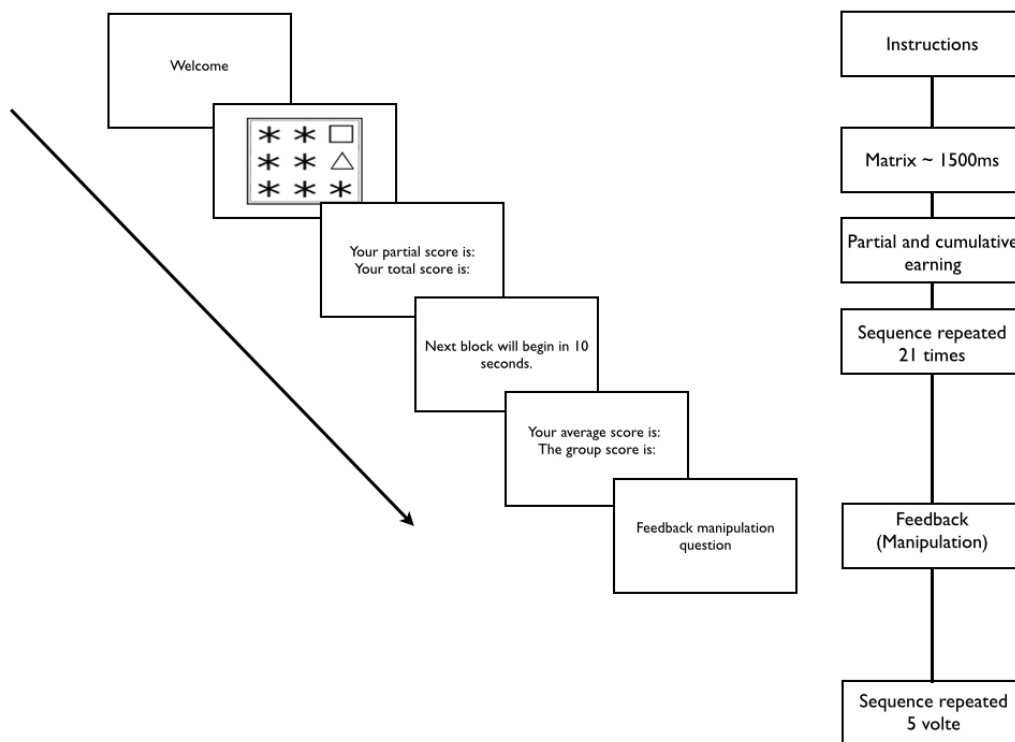 Welcome
Your partial score is:
Your total score is:
Next block will begin in 10
seconds.
Your average score is:
The group score is:
Feedback manipulation
question
Instructions
Matrix ~ 1500ms
Partial and cumulative
earning
Sequence repeated
21 times
Feedback
(Manipulation)
Sequence repeated
5 volte